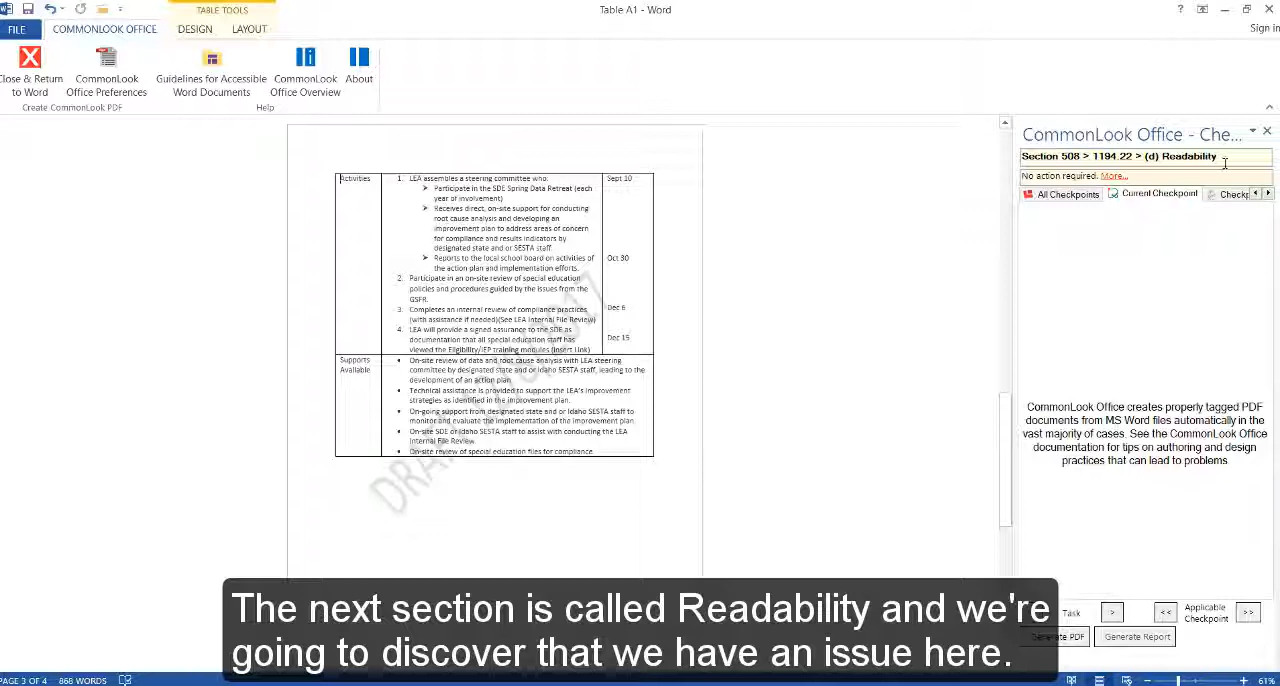 TABLE TOOLS
Table A1 - Word
FILE
COMMONLOOK OFFICE
DESIGN
LAYOUT
Sign in
Close & Return
to Word
CommonLook
Office Preferences
Guidelines for Accessible
Word Documents
CommonLook
Office Overview
About
Create CommonLook PDF
Help
CommonLook Office - Che...
Section 508 > 1194.22 > (d) Readability
No action required. More...
All Checkpoints
Current Checkpoint
Checkp
Activities
1. LEA assembles a steering committee who:
Sept 10
➢ Participate in the SDE Spring Data Retreat (each
year of involvement)
➢ Receives direct, on-site support for conducting
root cause analysis and developing an
improvement plan to address areas of concern
for compliance and results indicators by
designated state and or SESTA staff.
➢ Reports to the local school board on activities of
the action plan and implementation efforts.
Oct 30
2. Participate in an on-site review of special education
policies and procedures guided by the issues from the
GSFR.
3. Completes an internal review of compliance practices
(with assistance if needed)(See LEA Internal File Review)
Dec 6
4. LEA will provide a signed assurance to the SDE as
documentation that all special education staff has
viewed the Eligibility/IEP training modules (insert Link)
Dec 15
Supports
Available
• On-site review of data and root cause analysis with LEA steering
committee by designated state and or Idaho SESTA staff, leading to the
development of an action plan
• Technical assistance is provided to support the LEA's improvement
strategies as identified in the improvement plan.
• On-going support from designated state and or Idaho SESTA staff to
monitor and evaluate the implementation of the improvement plan.
• On-site SDE or Idaho SESTA staff to assist with conducting the LEA
Internal File Review.
• On-site review of special education files for compliance.
DRAFT
CommonLook Office creates properly tagged PDF
documents from MS Word files automatically in the
vast majority of cases. See the CommonLook Office
documentation for tips on authoring and design
practices that can lead to problems
Task
>
<<
Applicable
Checkpoint
>>
Generate PDF
Generate Report
The next section is called Readability and we're
going to discover that we have an issue here.
PAGE 3 OF 4
868 WORDS
61%